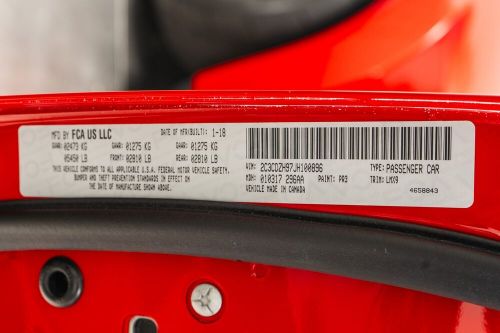 MFD BY FCA US LLC DATE OF MFR(BUILT): 1-18
GVWR: 02479 KG GAWR: 01275 KG GAWR: 01275 KG
05450 LB FRONT: 02810 LB REAR: 02810 LB
THIS VEHICLE CONFORMS TO ALL APPLICABLE U.S.A. FEDERAL MOTOR VEHICLE SAFETY,
BUMPER AND THEFT PREVENTION STANDARDS IN EFFECT ON
THE DATE OF MANUFACTURE SHOWN ABOVE.
VIN: 2C3CDZH97JH100896 TYPE: PASSENGER CAR
MDH: 010317 296AA PAINT: PR3 TRIM: LMX9
VEHICLE MADE IN CANADA 46S8843